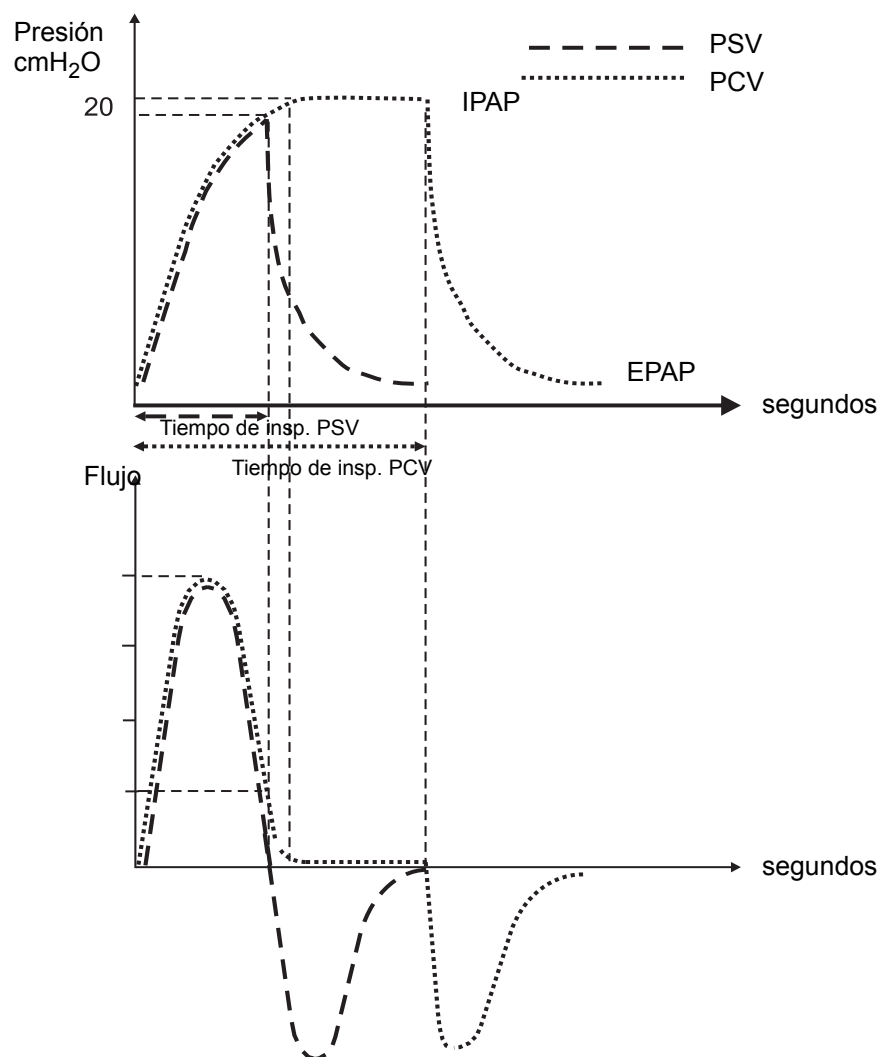 Presión
cmH2O
PSV
PCV
IPAP
20
EPAP
segundos
Tiempo de insp. PSV
Tiempo de insp. PCV
Flujo
segundos